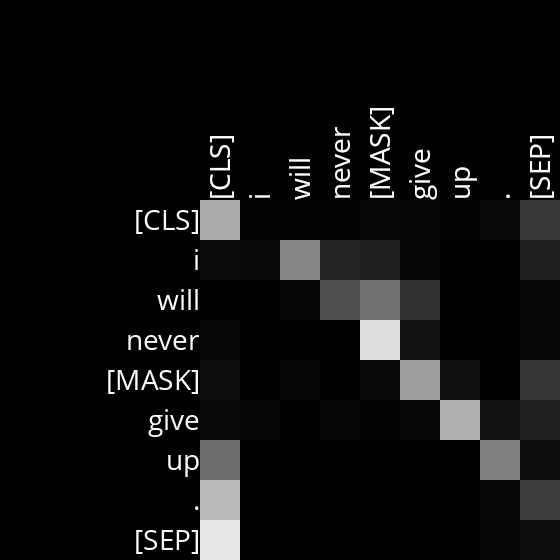 [CLS] i will never [MASK] give up . [SEP]
[CLS]
i
will
never
[MASK]
give
up
.
[SEP]